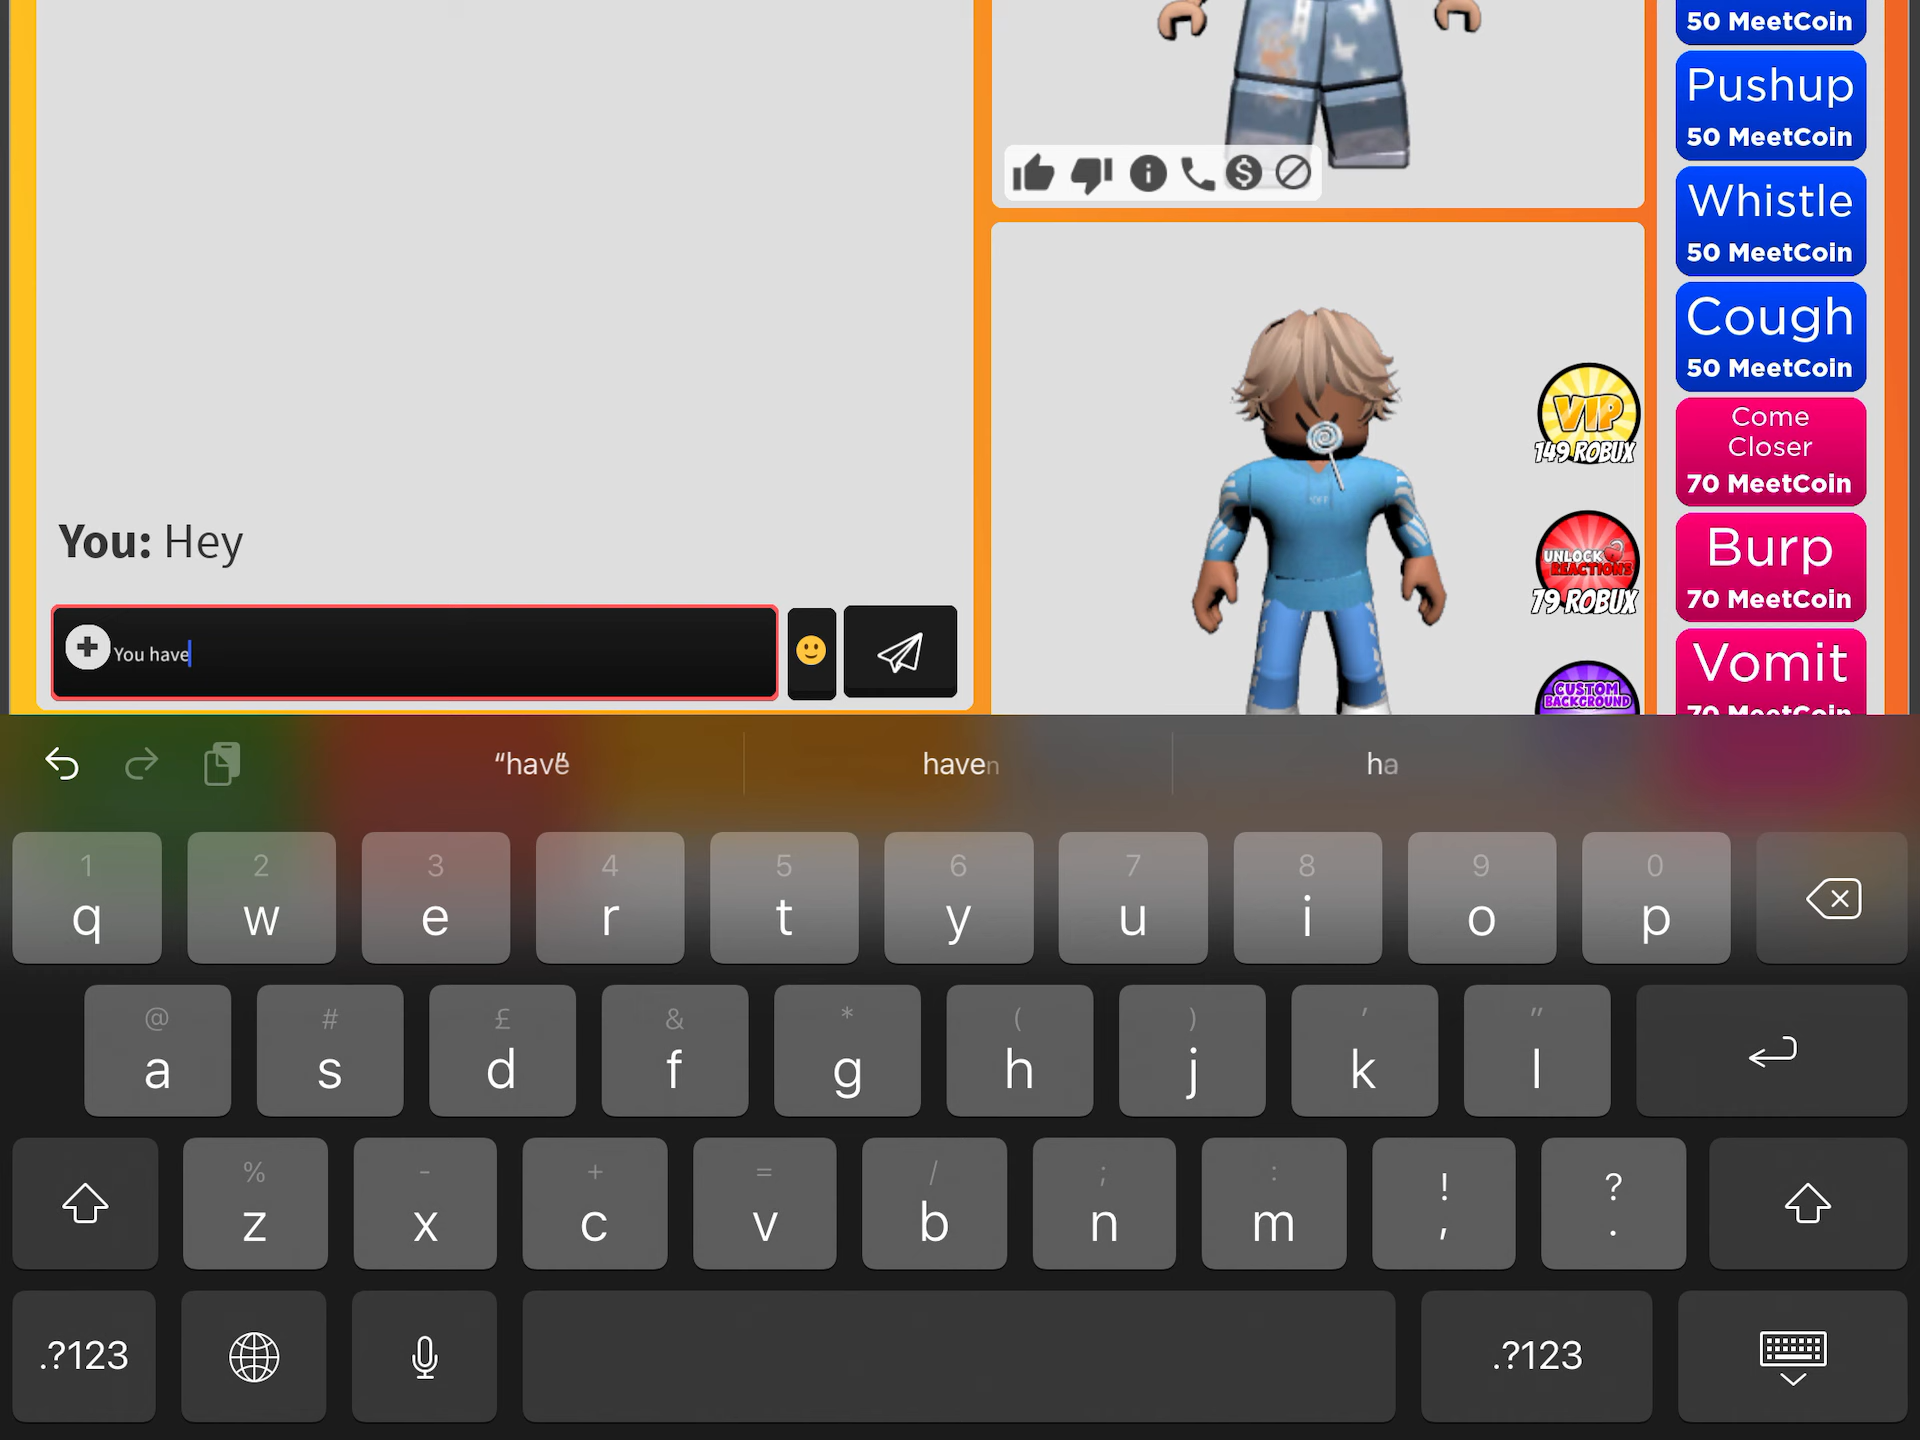 50 MeetCoin
Pushup
50 MeetCoin
Whistle
50 MeetCoin
Cough
50 MeetCoin
Come
Closer
70 MeetCoin
Burp
70 MeetCoin
Vomit
70 MeetCoin
VIP
149 ROBUX
UNLOCK
REACTIONS
79 ROBUX
CUSTOM
BACKGROUND
You: Hey
You have
"have"
haven
ha
1 2 3 4 5 6 7 8 9 0
q w e r t y u i o p
@ # £ & * ( ) ' "
a s d f g h j k l
% - + = / ; : ! ?
z x c v b n m , .
.?123 .?123